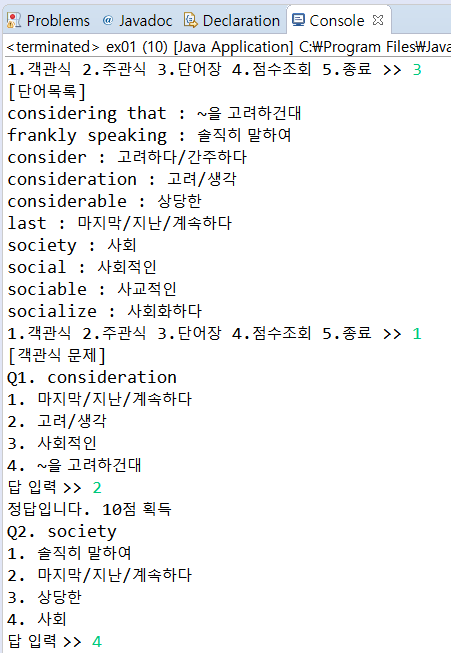 Problems @ Javadoc Declaration Console
<terminated> ex01 (10) [Java Application] C:₩Program Files₩Java
1.객관식 2.주관식 3.단어장 4.점수조회 5.종료 >> 3
[단어목록]
considering that : ~을 고려하건대
frankly speaking : 솔직히 말하여
consider : 고려하다/간주하다
consideration : 고려/생각
considerable : 상당한
last : 마지막/지난/계속하다
society : 사회
social : 사회적인
sociable : 사교적인
socialize : 사회화하다
1.객관식 2.주관식 3.단어장 4.점수조회 5.종료 >> 1
[객관식 문제]
Q1. consideration
1. 마지막/지난/계속하다
2. 고려/생각
3. 사회적인
4. ~을 고려하건대
답 입력 >> 2
정답입니다. 10점 획득
Q2. society
1. 솔직히 말하여
2. 마지막/지난/계속하다
3. 상당한
4. 사회
답 입력 >> 4